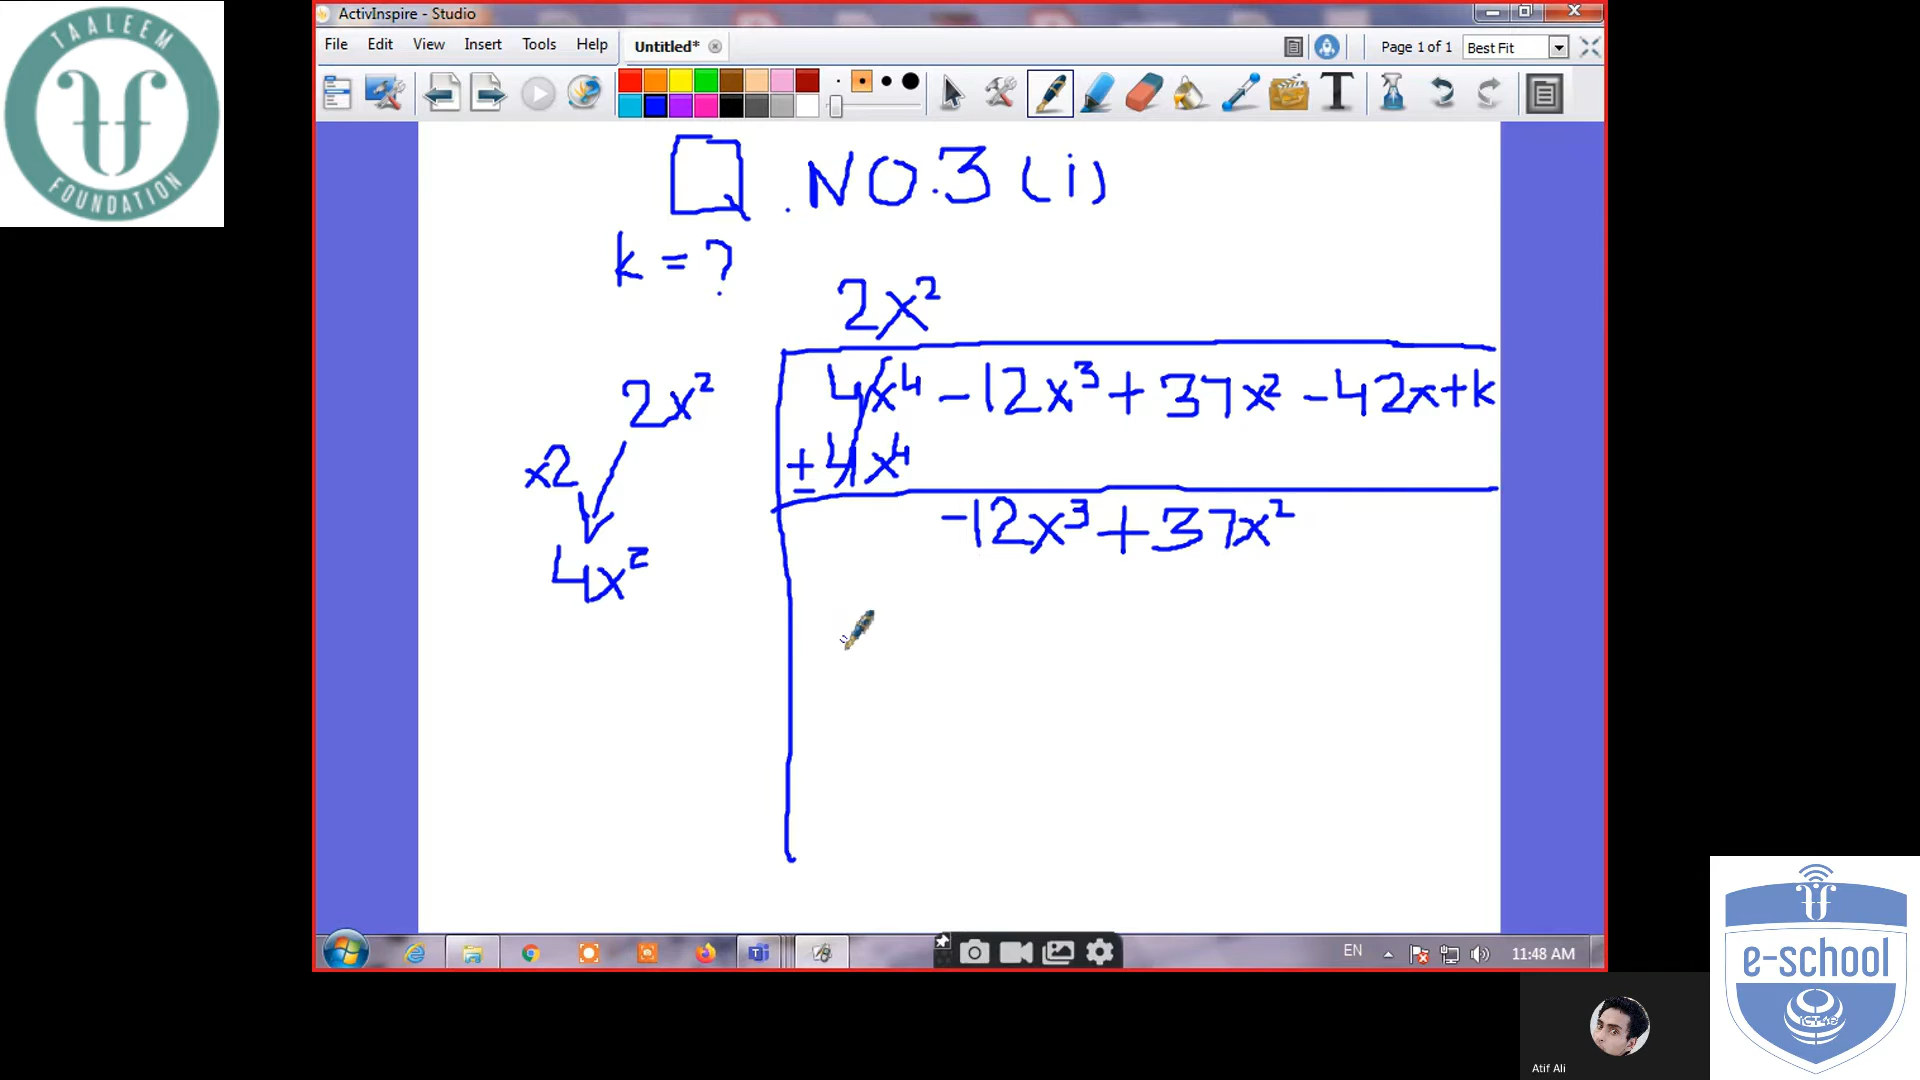 TAALEEM
FOUNDATION
ActivInspire - Studio
File Edit View Insert Tools Help Untitled* Page 1 of 1 Best Fit
□ . NO.3 (i)
k = ?
2x²
2x² 4x⁴ - 12x³ + 37x² - 42x + k
x2 ± 4x⁴
-12x³ + 37x²
4x²
EN 11:48 AM
e-school
Atif Ali